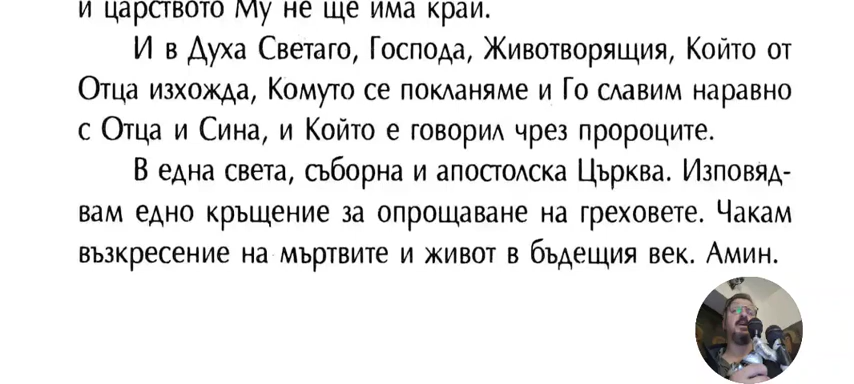 и царството Му не ще има край.
И в Духа Светаго, Господа, Животворящия, Който от
Отца изхожда, Комуто се покланяме и Го славим наравно
с Отца и Сина, и Който е говорил чрез пророците.
В една света, съборна и апостолска Църква. Изповяд-
вам едно кръщение за опрощаване на греховете. Чакам
възкресение на мъртвите и живот в бъдещия век. Амин.